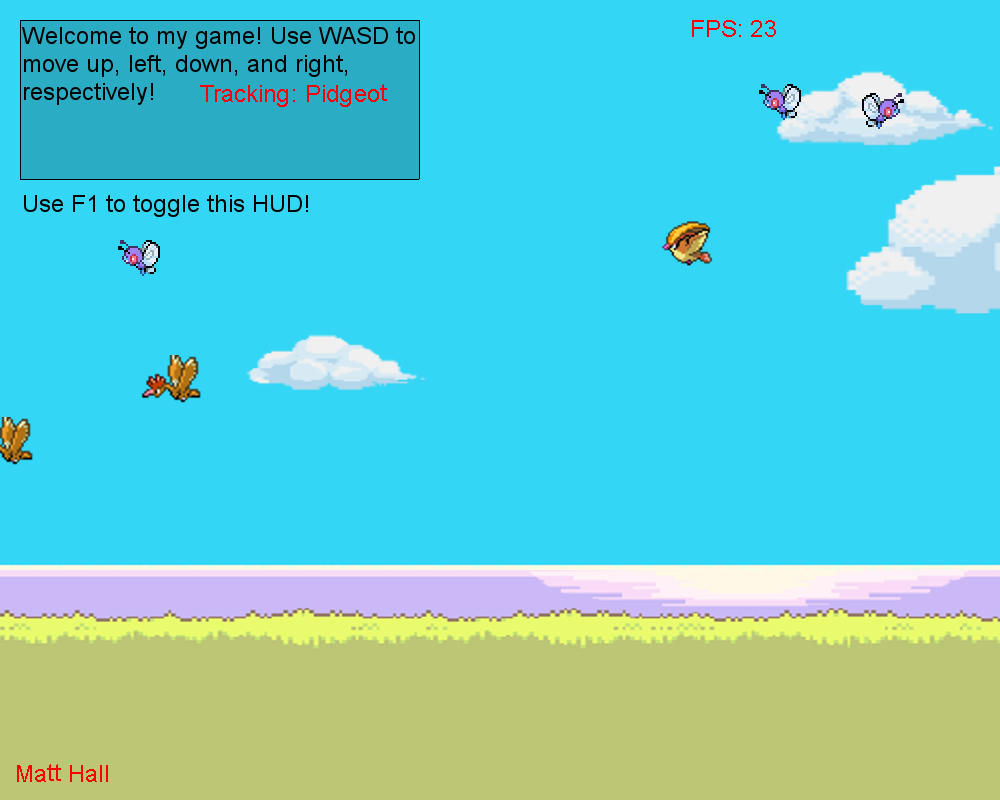 FPS: 23
Welcome to my game! Use WASD to
move up, left, down, and right,
respectively!
Tracking: Pidgeot
Use F1 to toggle this HUD!
Matt Hall